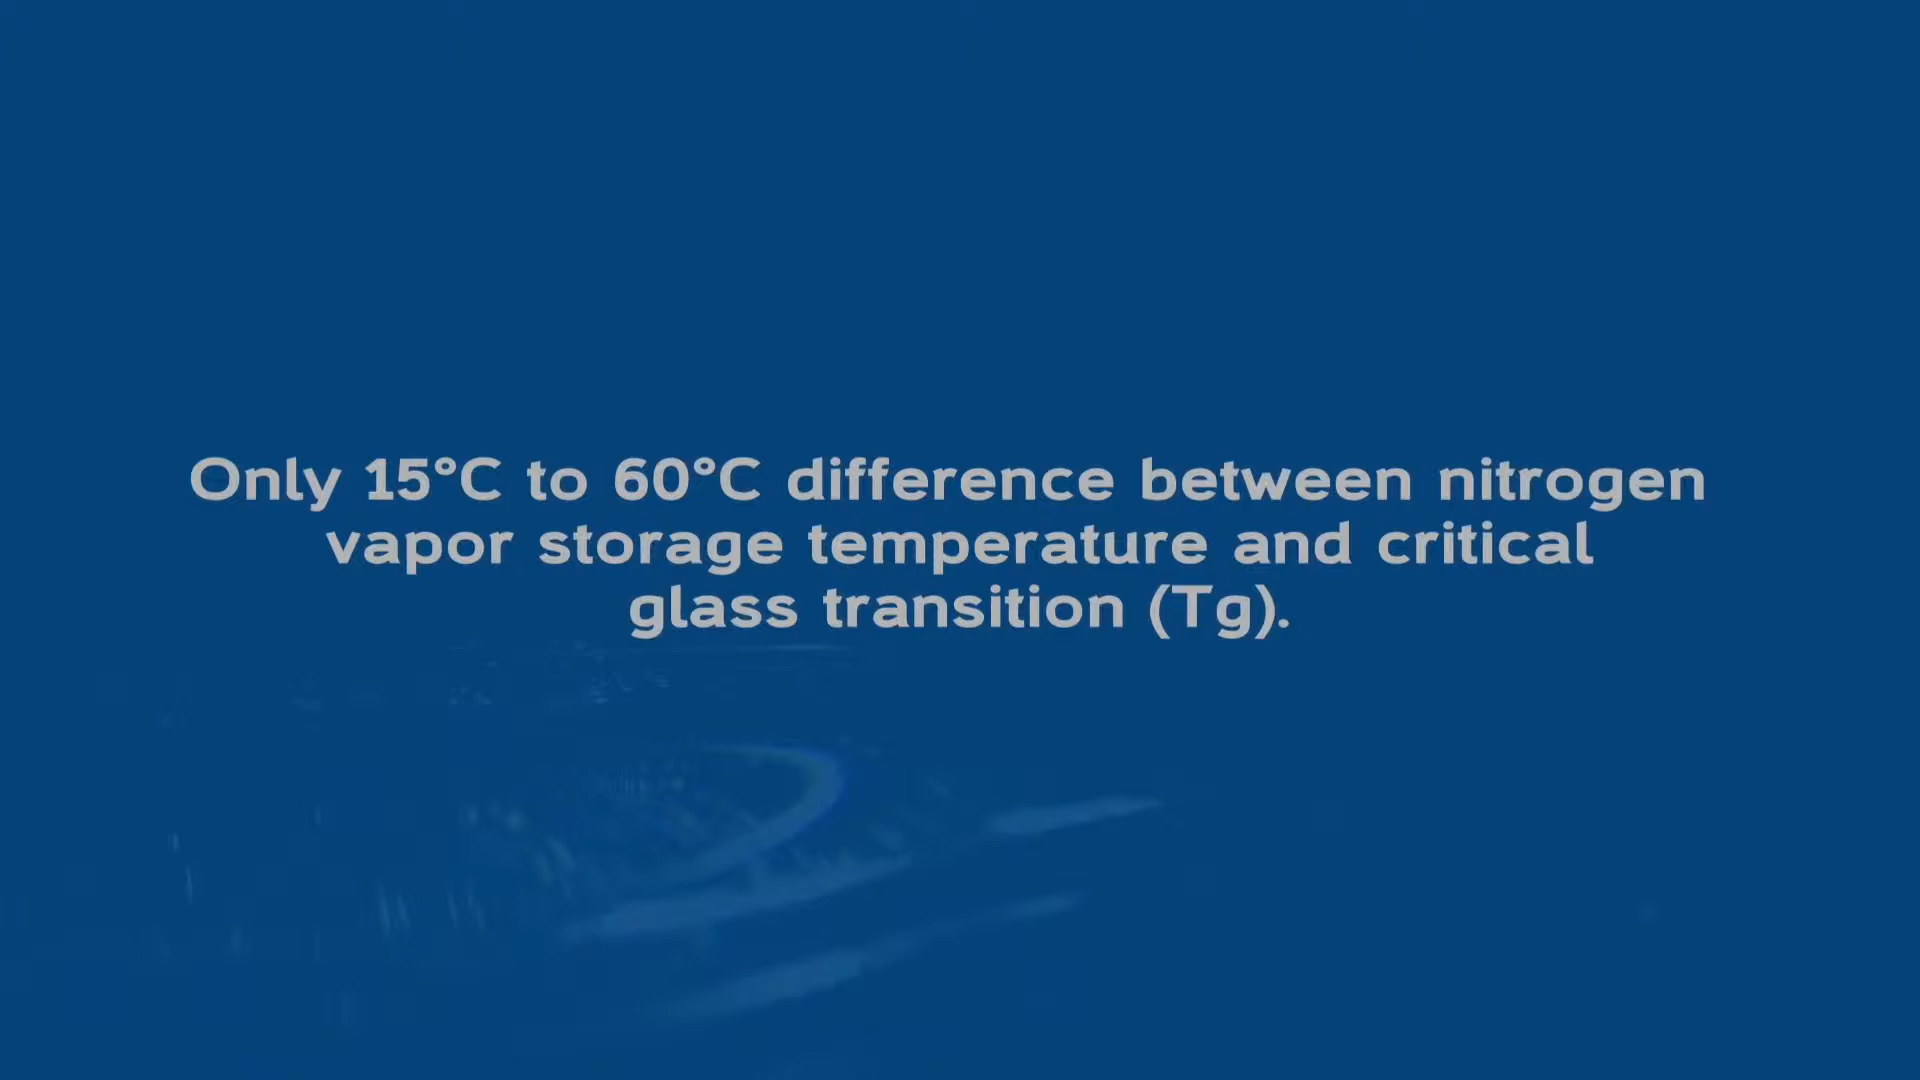 Only 15°C to 60°C difference between nitrogen
vapor storage temperature and critical
glass transition (Tg).